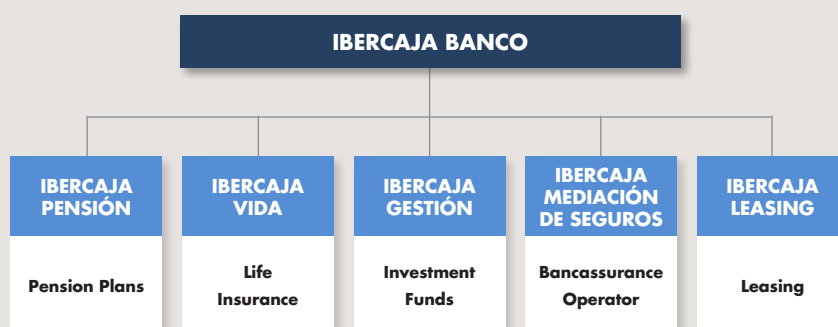 IBERCAJA BANCO
IBERCAJA
PENSIÓN
IBERCAJA
VIDA
IBERCAJA
GESTIÓN
IBERCAJA
MEDIACIÓN
DE SEGUROS
IBERCAJA
LEASING
Pension Plans
Life
Insurance
Investment
Funds
Bancassurance
Operator
Leasing